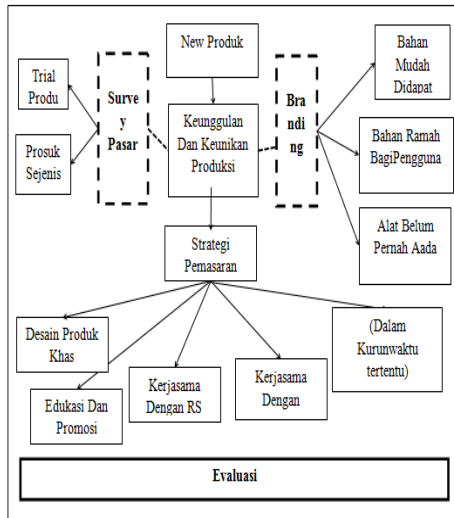 New Produk
Bahan
Mudah
Didapat
Trial
Produ
Surve
y
Pasar
Keunggulan
Dan Keunikan
Produksi
Bra
ndi
ng
Prosuk
Sejenis
Bahan Ramah
BagiPengguna
Alat Belum
Pernah Aada
Strategi
Pemasaran
Desain Produk
Khas
Edukasi Dan
Promosi
Kerjasama
Dengan RS
Kerjasama
Dengan
(Dalam
Kurunwaktu
tertentu)
Evaluasi